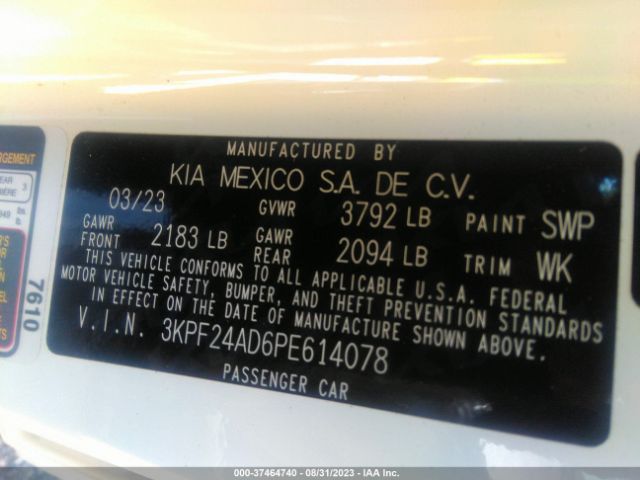 MANUFACTURED BY
KIA MEXICO S.A. DE C.V.
03/23 GVWR 3792 LB PAINT SWP
GAWR FRONT 2183 LB GAWR REAR 2094 LB TRIM WK
THIS VEHICLE CONFORMS TO ALL APPLICABLE U.S.A. FEDERAL
MOTOR VEHICLE SAFETY, BUMPER, AND THEFT PREVENTION STANDARDS
IN EFFECT ON THE DATE OF MANUFACTURE SHOWN ABOVE.
V.I.N. 3KPF24AD6PE614078
PASSENGER CAR
7610
000-37464740 - 08/31/2023 - IAA Inc.